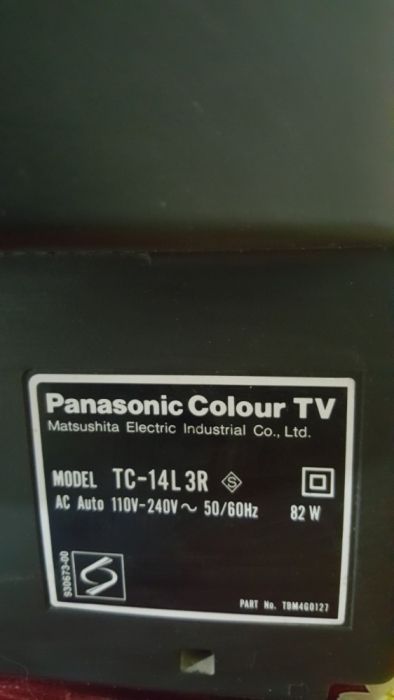 Panasonic Colour TV
Matsushita Electric Industrial Co., Ltd.
MODEL TC-14L3R S
AC Auto 110V-240V~ 50/60Hz 82 W
930673-00
PART No. TBM4G0127